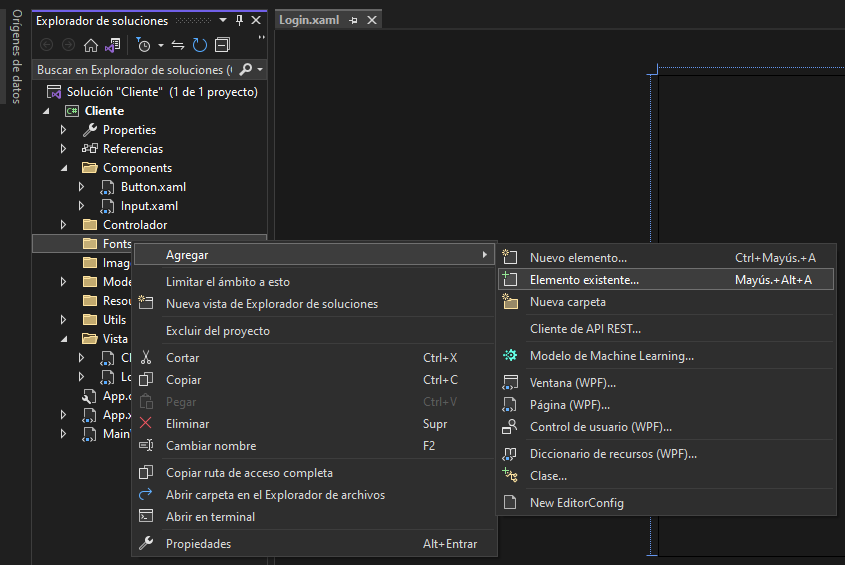 Orígenes de datos
Explorador de soluciones
Buscar en Explorador de soluciones (
Solución "Cliente" (1 de 1 proyecto)
Cliente
Properties
Referencias
Components
Button.xaml
Input.xaml
Controlador
Fonts
Imag
Mode
Resou
Utils
Vista
Cl
Lo
App.c
App.x
Main
Login.xaml
Agregar
Limitar el ámbito a esto
Nueva vista de Explorador de soluciones
Excluir del proyecto
Cortar Ctrl+X
Copiar Ctrl+C
Pegar Ctrl+V
Eliminar Supr
Cambiar nombre F2
Copiar ruta de acceso completa
Abrir carpeta en el Explorador de archivos
Abrir en terminal
Propiedades Alt+Entrar
Nuevo elemento... Ctrl+Mayús.+A
Elemento existente... Mayús.+Alt+A
Nueva carpeta
Cliente de API REST...
Modelo de Machine Learning...
Ventana (WPF)...
Página (WPF)...
Control de usuario (WPF)...
Diccionario de recursos (WPF)...
Clase...
New EditorConfig